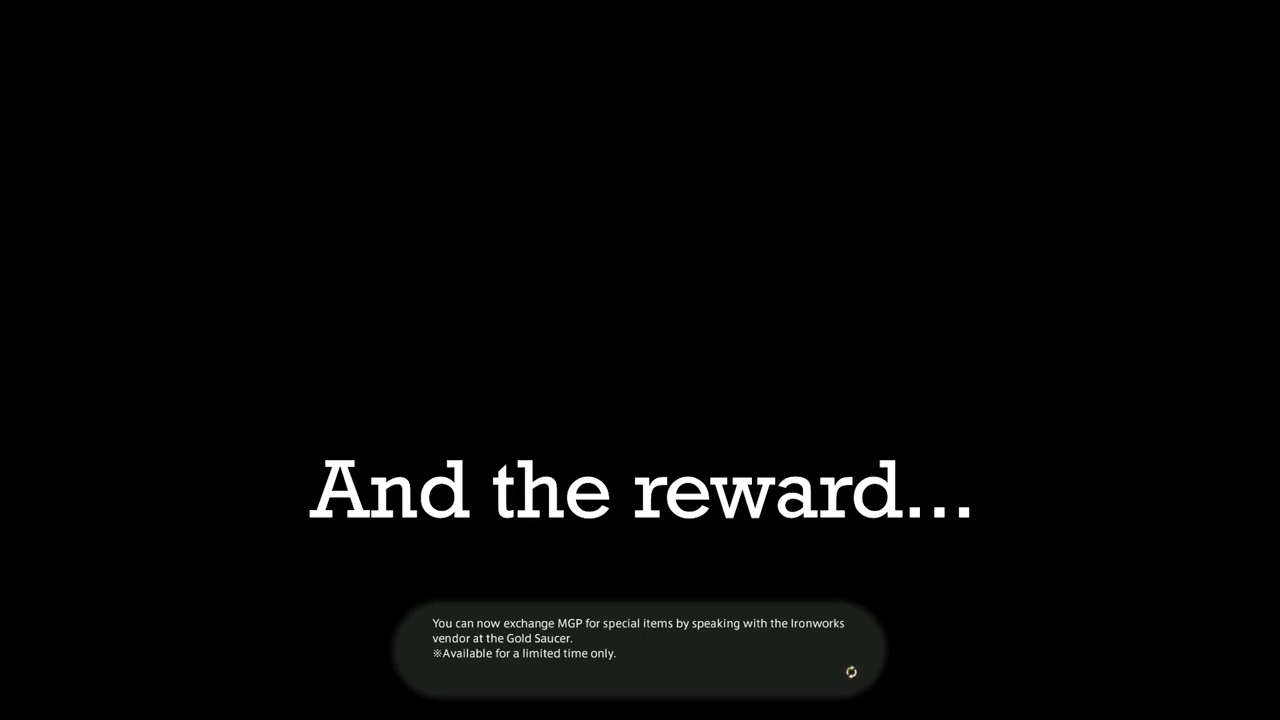 And the reward...
You can now exchange MGP for special items by speaking with the Ironworks
vendor at the Gold Saucer.
※Available for a limited time only.